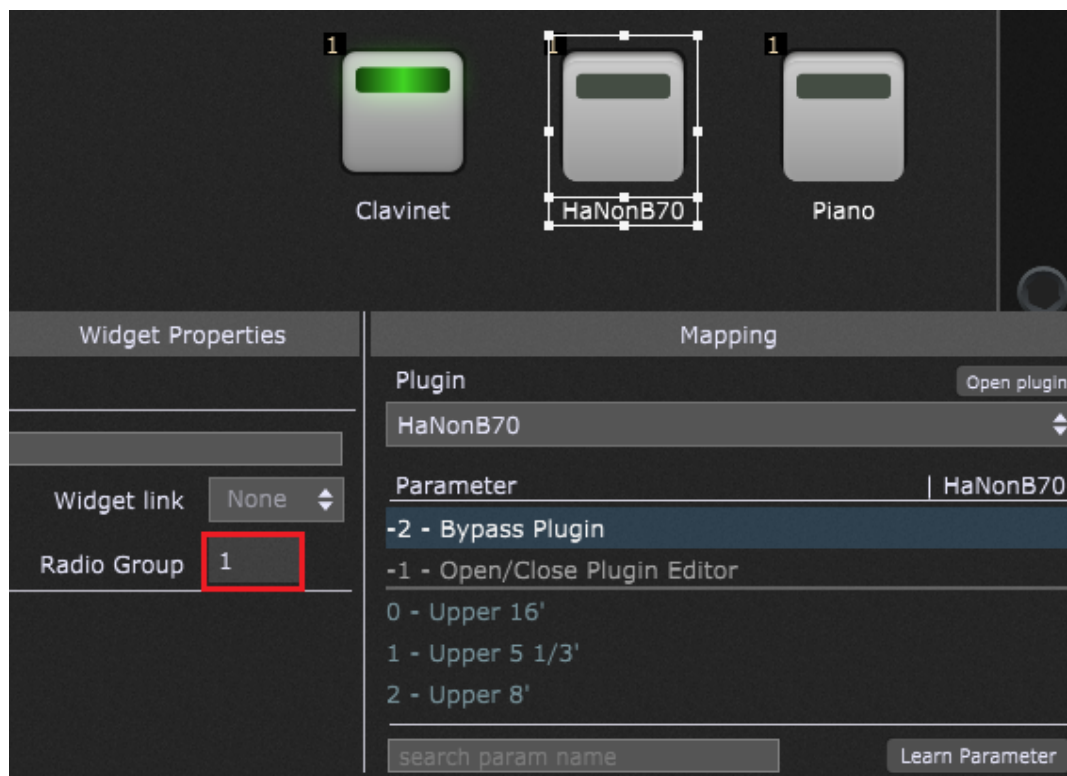 1 1 1
Clavinet HaNonB70 Piano
Widget Properties
Widget link None
Radio Group 1
Mapping
Plugin Open plugin
HaNonB70
Parameter | HaNonB70
-2 - Bypass Plugin
-1 - Open/Close Plugin Editor
0 - Upper 16'
1 - Upper 5 1/3'
2 - Upper 8'
search param name Learn Parameter